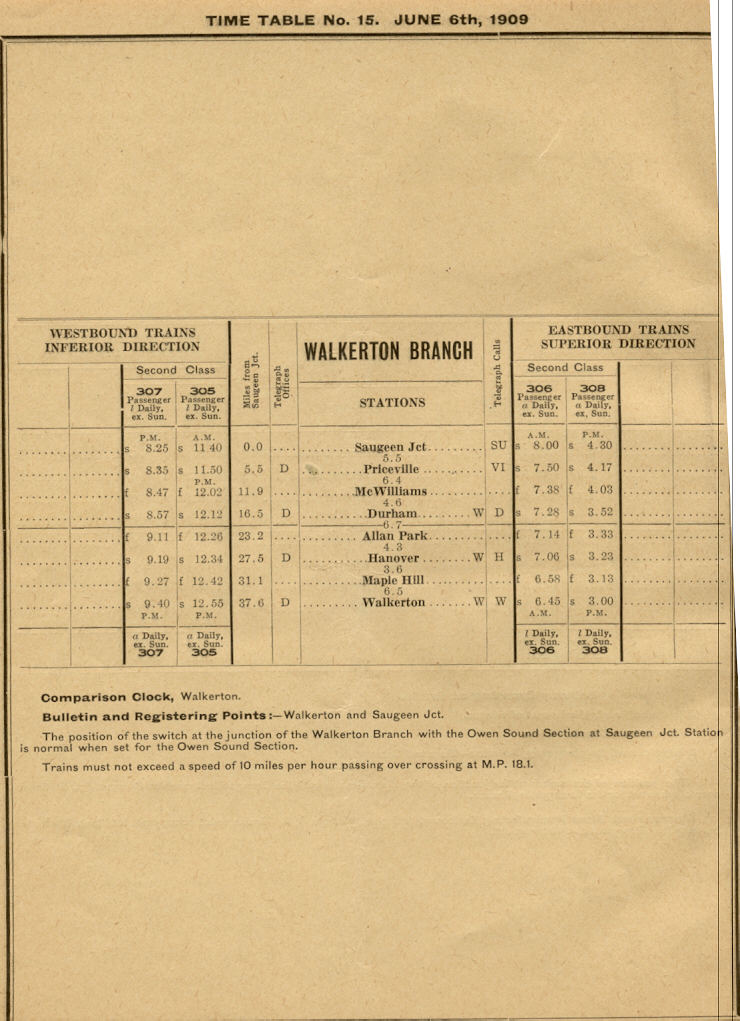 TIME TABLE No. 15. JUNE 6th, 1909
WESTBOUND TRAINS
INFERIOR DIRECTION
Second Class
307 305
Passenger Passenger
l Daily, l Daily,
ex. Sun. ex. Sun.
Miles from Saugeen Jct.
Telegraph Offices
WALKERTON BRANCH
STATIONS
Telegraph Calls
EASTBOUND TRAINS
SUPERIOR DIRECTION
Second Class
306 308
Passenger Passenger
a Daily, a Daily,
ex. Sun. ex. Sun.
P.M. A.M. A.M. P.M.
s 8.25 s 11.40 0.0 .... Saugeen Jct. SU s 8.00 s 4.30
5.5
s 8.35 s 11.50 5.5 D Priceville VI s 7.50 s 4.17
P.M. 6.4
f 8.47 f 12.02 11.9 .... McWilliams .... f 7.38 f 4.03
4.6
s 8.57 s 12.12 16.5 D Durham W D s 7.28 s 3.52
6.7
f 9.11 f 12.26 23.2 .... Allan Park .... f 7.14 f 3.33
4.3
s 9.19 s 12.34 27.5 D Hanover W H s 7.06 s 3.23
3.6
f 9.27 f 12.42 31.1 .... Maple Hill .... f 6.58 f 3.13
6.5
s 9.40 s 12.55 37.6 D Walkerton W W s 6.45 s 3.00
P.M. P.M. A.M. P.M.
a Daily, a Daily, l Daily, l Daily,
ex. Sun. ex. Sun. ex. Sun. ex. Sun.
307 305 306 308
Comparison Clock, Walkerton.
Bulletin and Registering Points:—Walkerton and Saugeen Jct.
The position of the switch at the junction of the Walkerton Branch with the Owen Sound Section at Saugeen Jct. Station
is normal when set for the Owen Sound Section.
Trains must not exceed a speed of 10 miles per hour passing over crossing at M.P. 18.1.